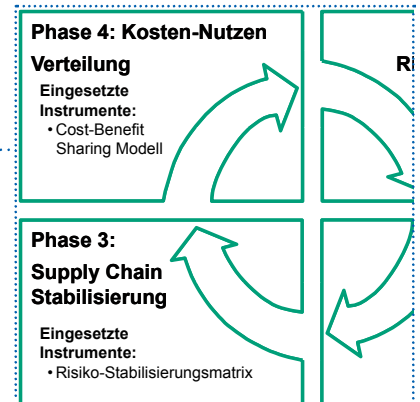 Phase 4: Kosten-Nutzen
Verteilung
Eingesetzte
Instrumente:
• Cost-Benefit
Sharing Modell
Ri
Phase 3:
Supply Chain
Stabilisierung
Eingesetzte
Instrumente:
• Risiko-Stabilisierungsmatrix